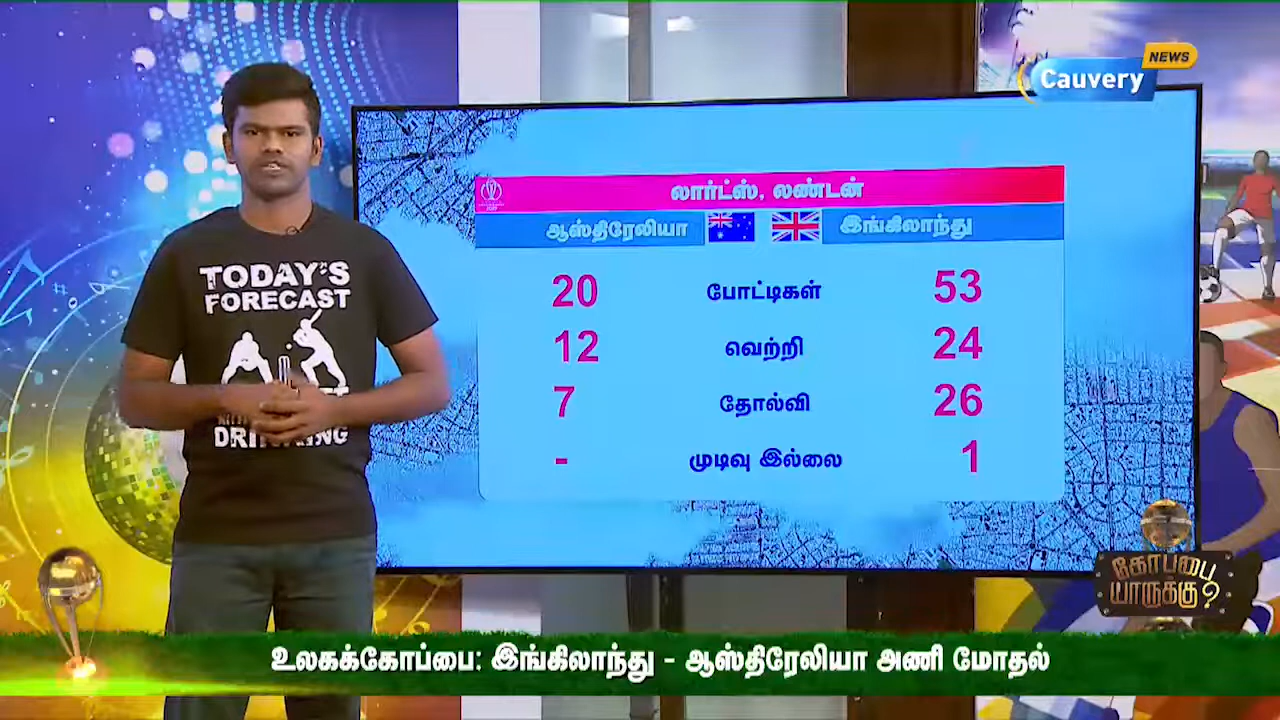 NEWS
Cauvery
லார்ட்ஸ், லண்டன்
ஆஸ்திரேலியா இங்கிலாந்து
20 போட்டிகள் 53
12 வெற்றி 24
7 தோல்வி 26
- முடிவு இல்லை 1
TODAY'S
FORECAST
DRINKING
கோப்பை
யாருக்கு?
உலகக்கோப்பை: இங்கிலாந்து - ஆஸ்திரேலியா அணி மோதல்